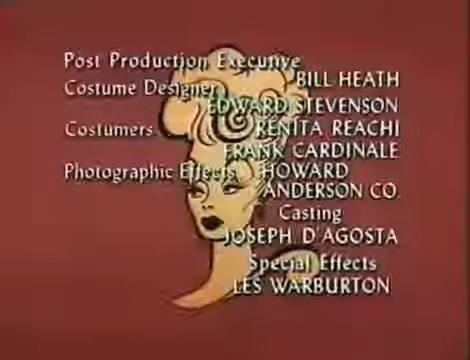 Post Production Executive
BILL HEATH
Costume Designer
EDWARD STEVENSON
Costumers
RENITA REACHI
FRANK CARDINALE
Photographic Effects
HOWARD
ANDERSON CO.
Casting
JOSEPH D'AGOSTA
Special Effects
LES WARBURTON